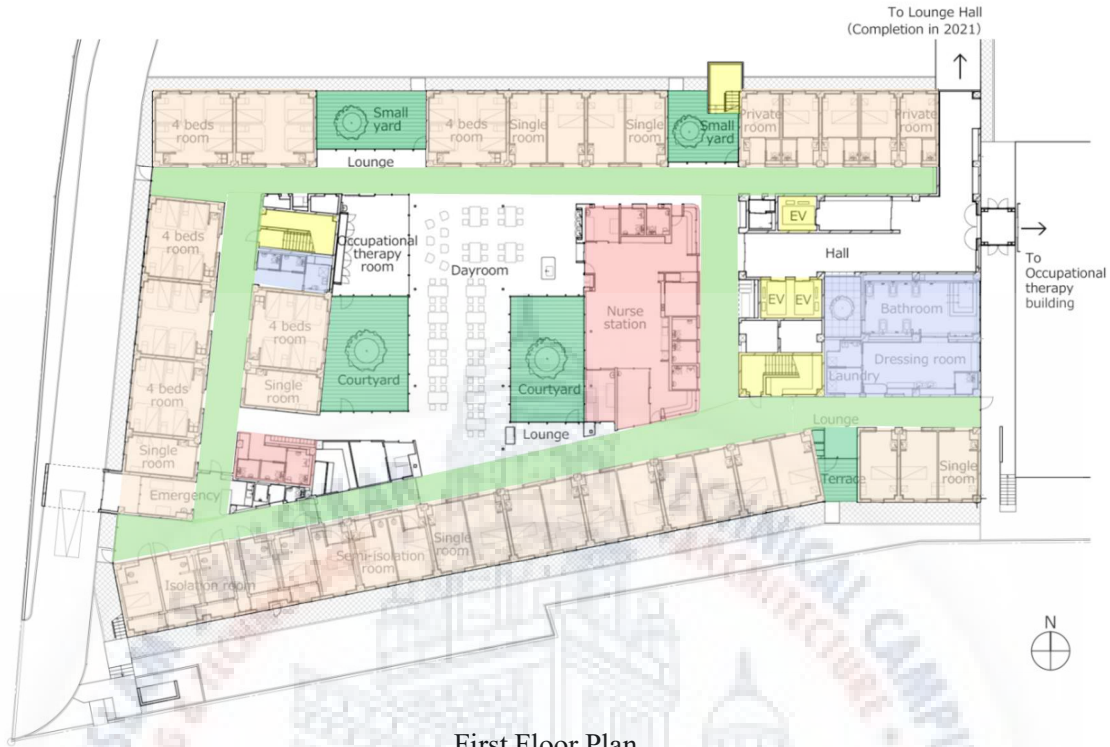 To Lounge Hall
(Completion in 2021)
4 beds
room
Small
yard
Lounge
4 beds
room
Single
room
Single
room
Small
yard
Private
room
Private
room
4 beds
room
Occupational
therapy
room
Dayroom
Nurse
station
EV
Hall
To
Occupational
therapy
building
EV
EV
Bathroom
Dressing room
Laundry
4 beds
room
Single
room
Courtyard
Courtyard
4 beds
room
Single
room
Emergency
Lounge
Lounge
Terrace
Single
room
Isolation room
Semi-isolation
room
Single
room
N
First Floor Plan